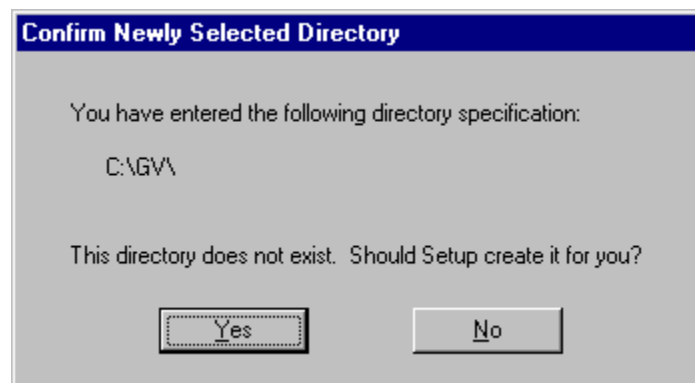 Confirm Newly Selected Directory
You have entered the following directory specification:
C:\GV\
This directory does not exist.  Should Setup create it for you?
Yes
No